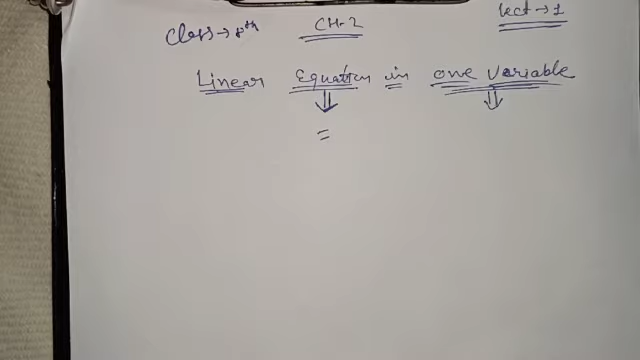 Class → 8th CH-2 Lect → 1
Linear Equation in one variable
=